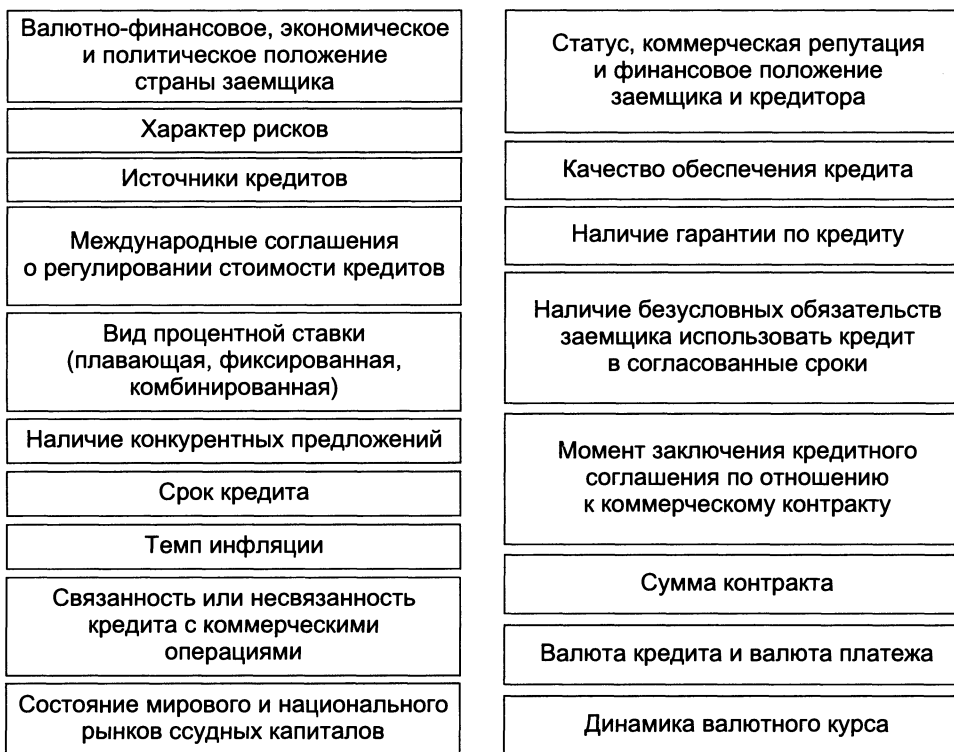 Валютно-финансовое, экономическое
и политическое положение
страны заемщика
Характер рисков
Источники кредитов
Международные соглашения
о регулировании стоимости кредитов
Вид процентной ставки
(плавающая, фиксированная,
комбинированная)
Наличие конкурентных предложений
Срок кредита
Темп инфляции
Связанность или несвязанность
кредита с коммерческими
операциями
Состояние мирового и национального
рынков ссудных капиталов
Статус, коммерческая репутация
и финансовое положение
заемщика и кредитора
Качество обеспечения кредита
Наличие гарантии по кредиту
Наличие безусловных обязательств
заемщика использовать кредит
в согласованные сроки
Момент заключения кредитного
соглашения по отношению
к коммерческому контракту
Сумма контракта
Валюта кредита и валюта платежа
Динамика валютного курса